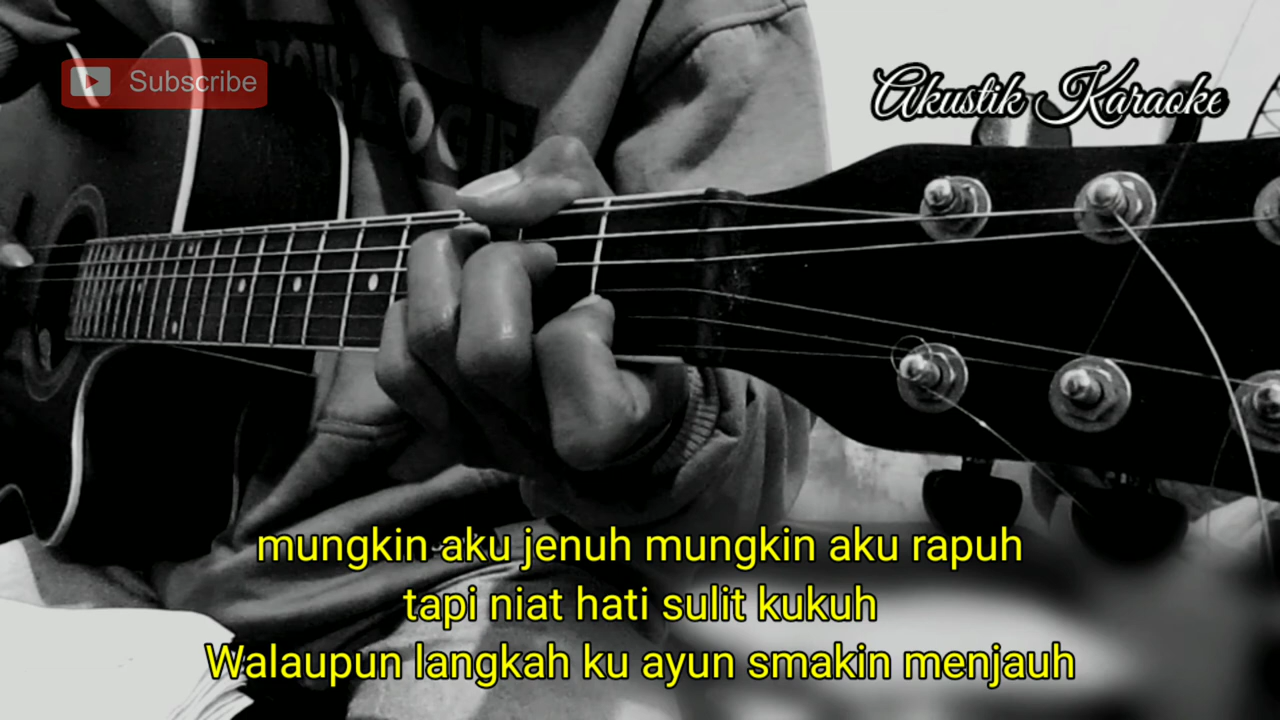 Subscribe
Akustik Karaoke
mungkin aku jenuh mungkin aku rapuh
tapi niat hati sulit kukuh
Walaupun langkah ku ayun smakin menjauh